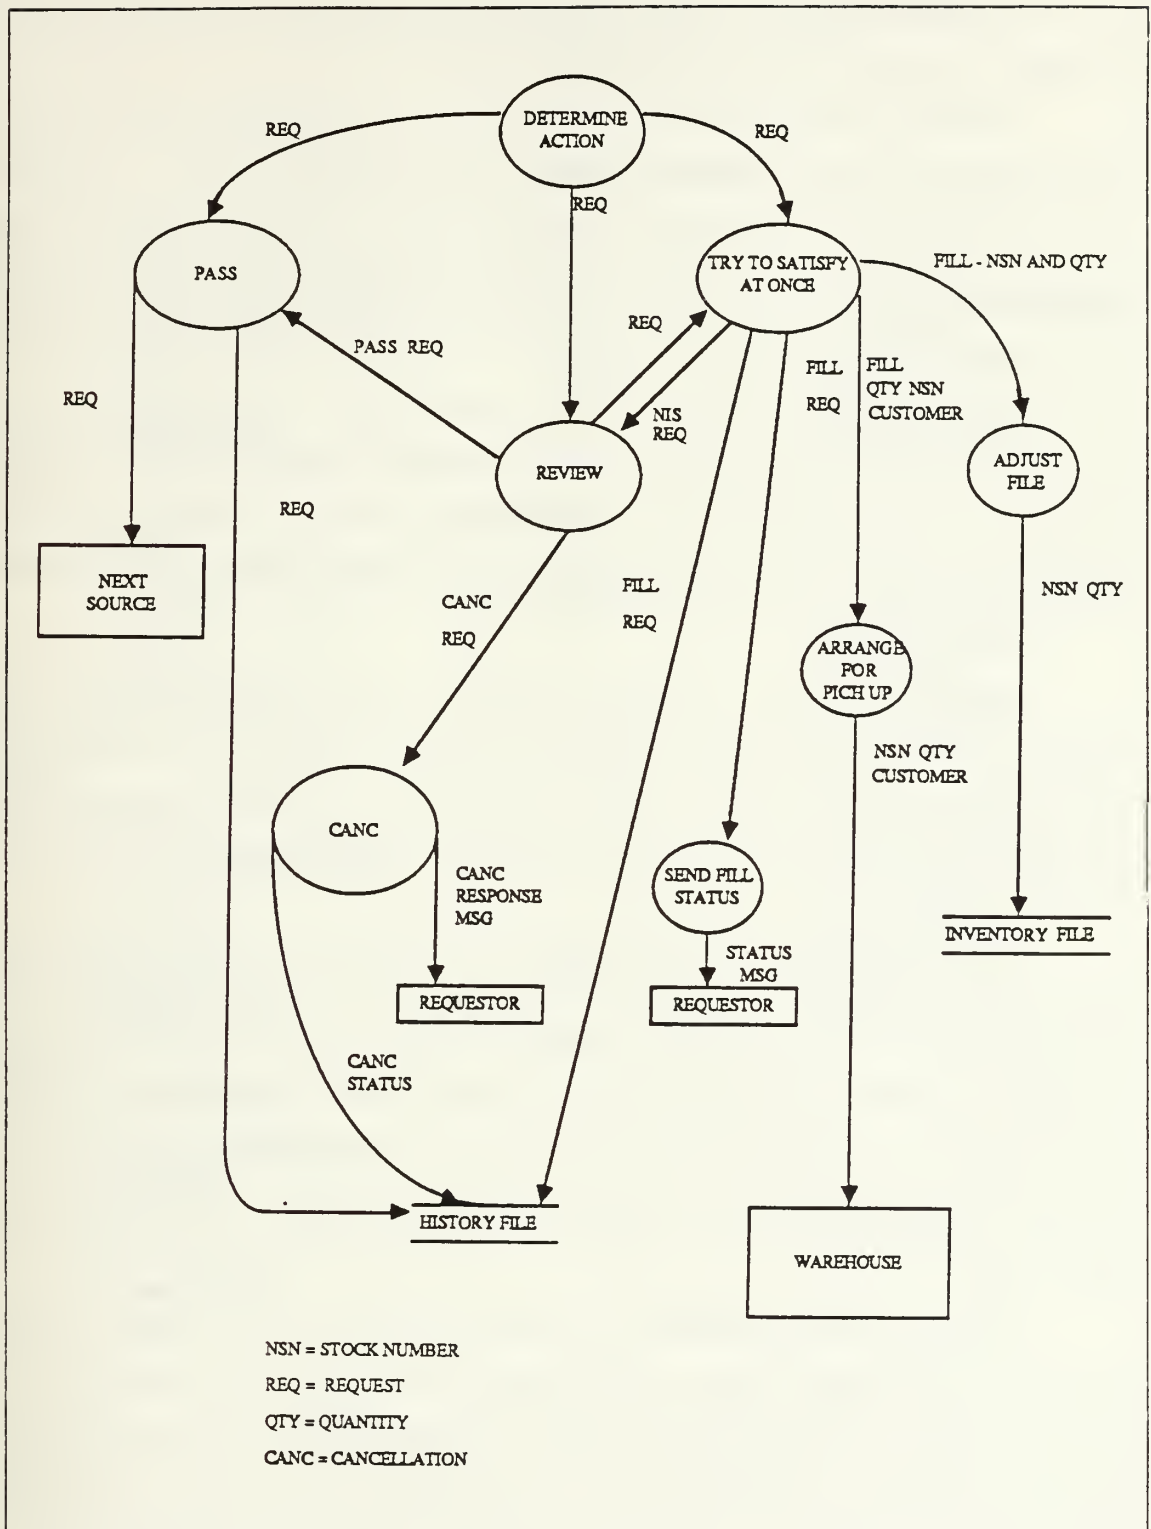 DETERMINE
ACTION
REQ
REQ
REQ
PASS
TRY TO SATISFY
AT ONCE
FILL - NSN AND QTY
REQ
PASS REQ
REQ
FILL
REQ
FILL
QTY NSN
CUSTOMER
NIS
REQ
REVIEW
ADJUST
FILE
REQ
NEXT
SOURCE
CANC
REQ
FILL
REQ
NSN QTY
ARRANGE
FOR
PICH UP
NSN QTY
CUSTOMER
CANC
CANC
RESPONSE
MSG
SEND FILL
STATUS
INVENTORY FILE
STATUS
MSG
REQUESTOR
REQUESTOR
CANC
STATUS
HISTORY FILE
WAREHOUSE
NSN = STOCK NUMBER
REQ = REQUEST
QTY = QUANTITY
CANC = CANCELLATION